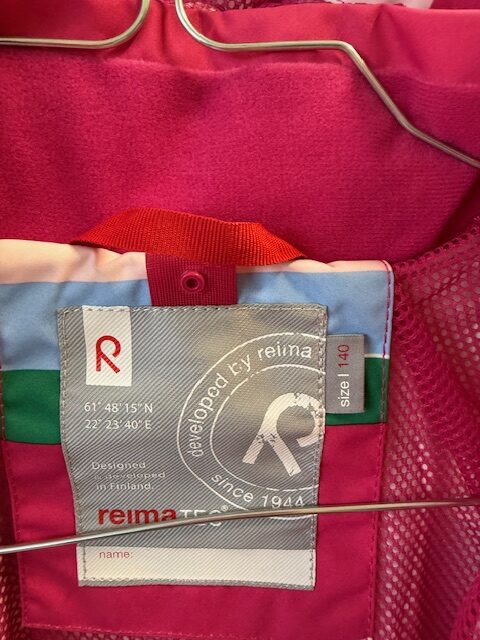 R
61° 48' 15" N
22° 23' 40" E
developed by reima
since 1944
size | 140
Designed
& developed
in Finland.
reimaTEC®
name: